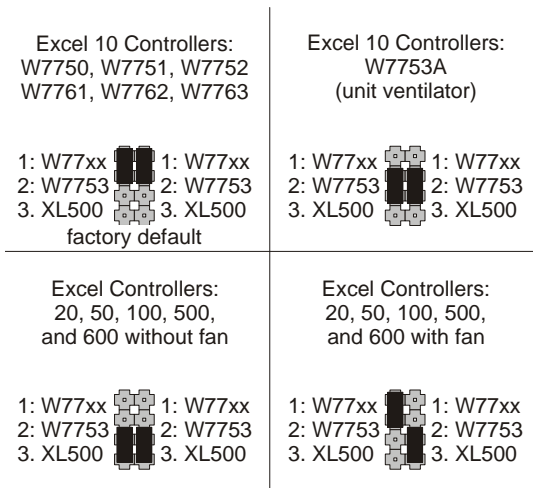 Excel 10 Controllers:
W7750, W7751, W7752
W7761, W7762, W7763
1: W77xx 1: W77xx
2: W7753 2: W7753
3. XL500 3. XL500
factory default
Excel 10 Controllers:
W7753A
(unit ventilator)
1: W77xx 1: W77xx
2: W7753 2: W7753
3. XL500 3. XL500
Excel Controllers:
20, 50, 100, 500,
and 600 without fan
1: W77xx 1: W77xx
2: W7753 2: W7753
3. XL500 3. XL500
Excel Controllers:
20, 50, 100, 500,
and 600 with fan
1: W77xx 1: W77xx
2: W7753 2: W7753
3. XL500 3. XL500